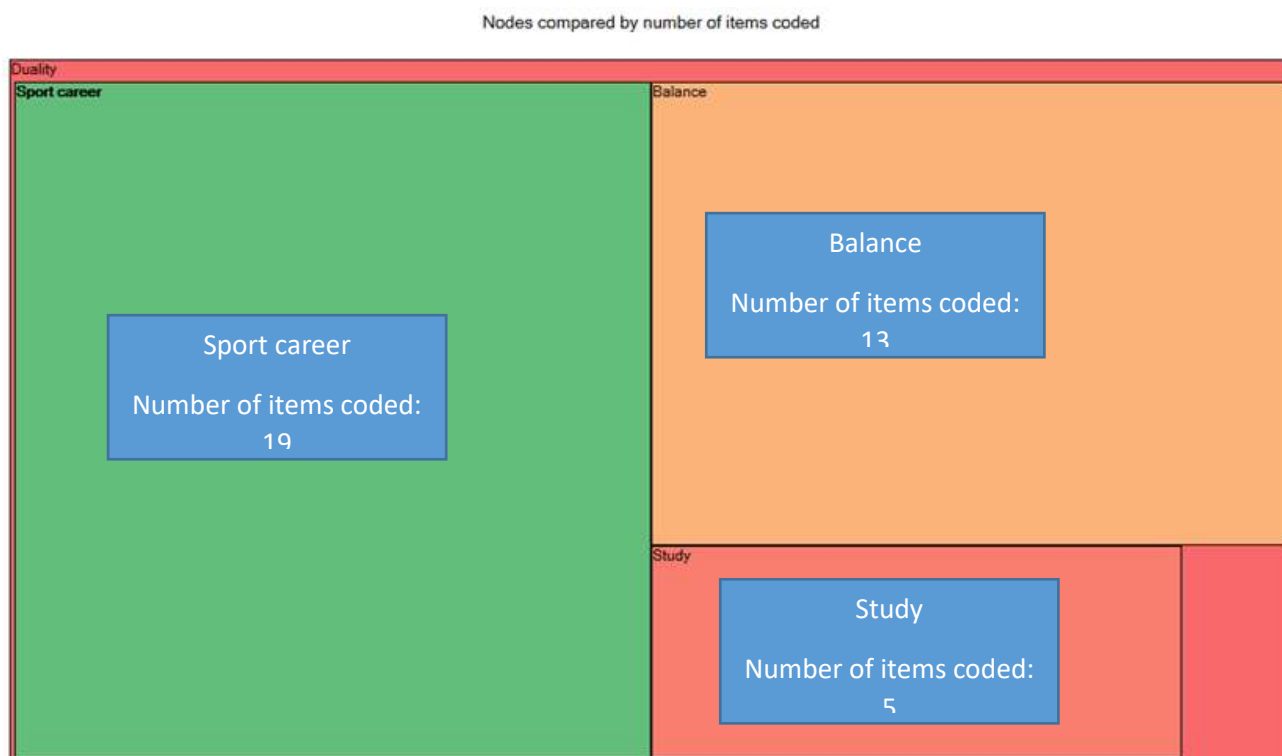 Nodes compared by number of items coded
Duality
Sport career
Balance
Balance
Number of items coded:
13
Sport career
Number of items coded:
19
Study
Study
Number of items coded:
5